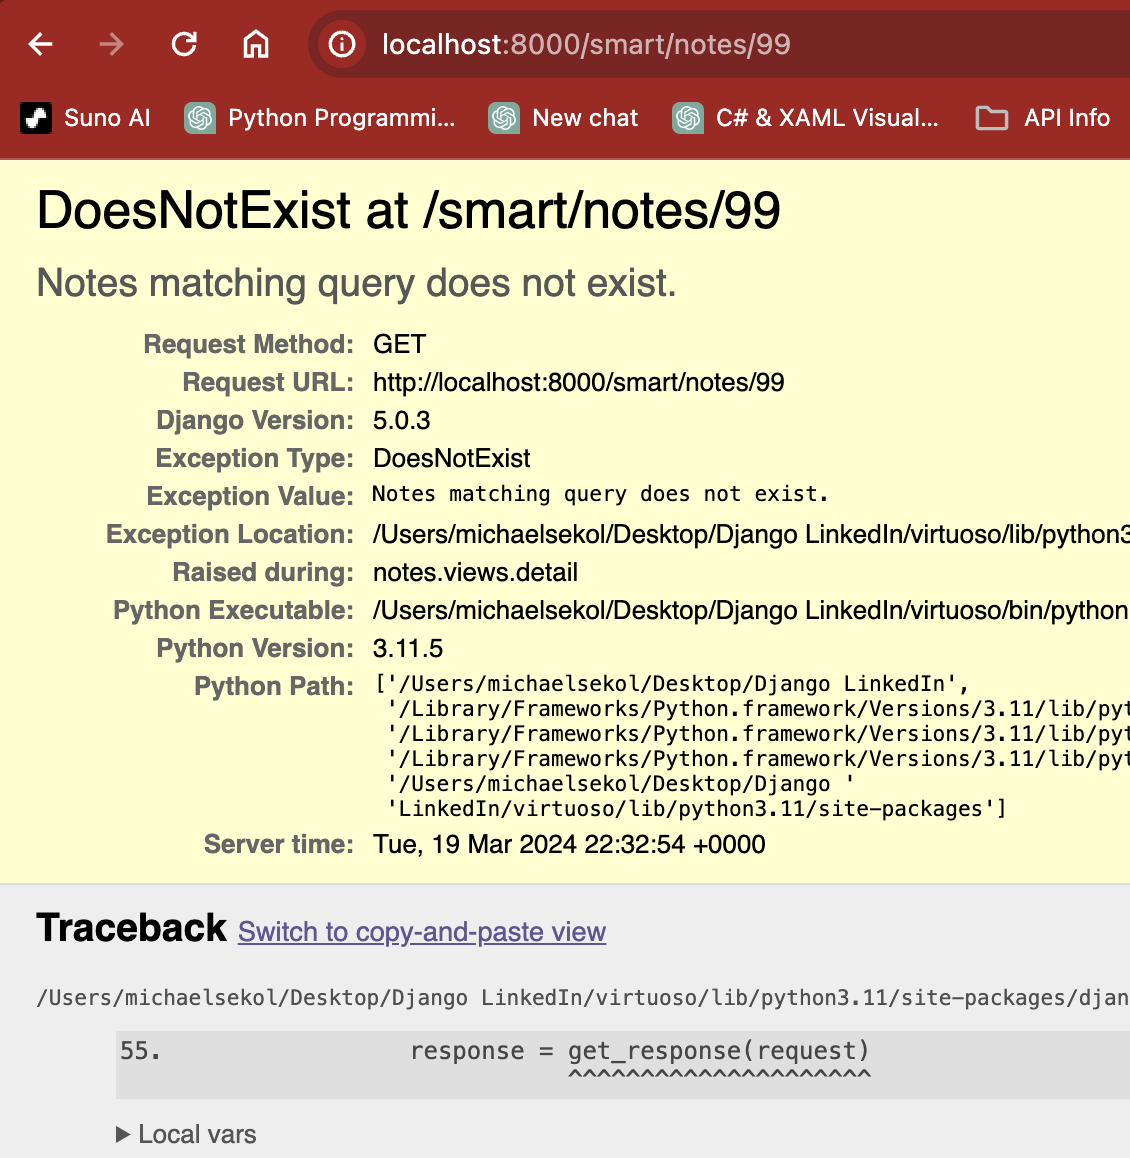 localhost:8000/smart/notes/99
Suno AI Python Programmi... New chat C# & XAML Visual... API Info
DoesNotExist at /smart/notes/99
Notes matching query does not exist.
Request Method: GET
Request URL: http://localhost:8000/smart/notes/99
Django Version: 5.0.3
Exception Type: DoesNotExist
Exception Value: Notes matching query does not exist.
Exception Location: /Users/michaelsekol/Desktop/Django LinkedIn/virtuoso/lib/python3
Raised during: notes.views.detail
Python Executable: /Users/michaelsekol/Desktop/Django LinkedIn/virtuoso/bin/python
Python Version: 3.11.5
Python Path: ['/Users/michaelsekol/Desktop/Django LinkedIn',
'/Library/Frameworks/Python.framework/Versions/3.11/lib/pyt
'/Library/Frameworks/Python.framework/Versions/3.11/lib/pyt
'/Library/Frameworks/Python.framework/Versions/3.11/lib/pyt
'/Users/michaelsekol/Desktop/Django '
'LinkedIn/virtuoso/lib/python3.11/site-packages']
Server time: Tue, 19 Mar 2024 22:32:54 +0000
Traceback Switch to copy-and-paste view
/Users/michaelsekol/Desktop/Django LinkedIn/virtuoso/lib/python3.11/site-packages/djan
55. response = get_response(request)
^^^^^^^^^^^^^^^^^^^^^
▶ Local vars